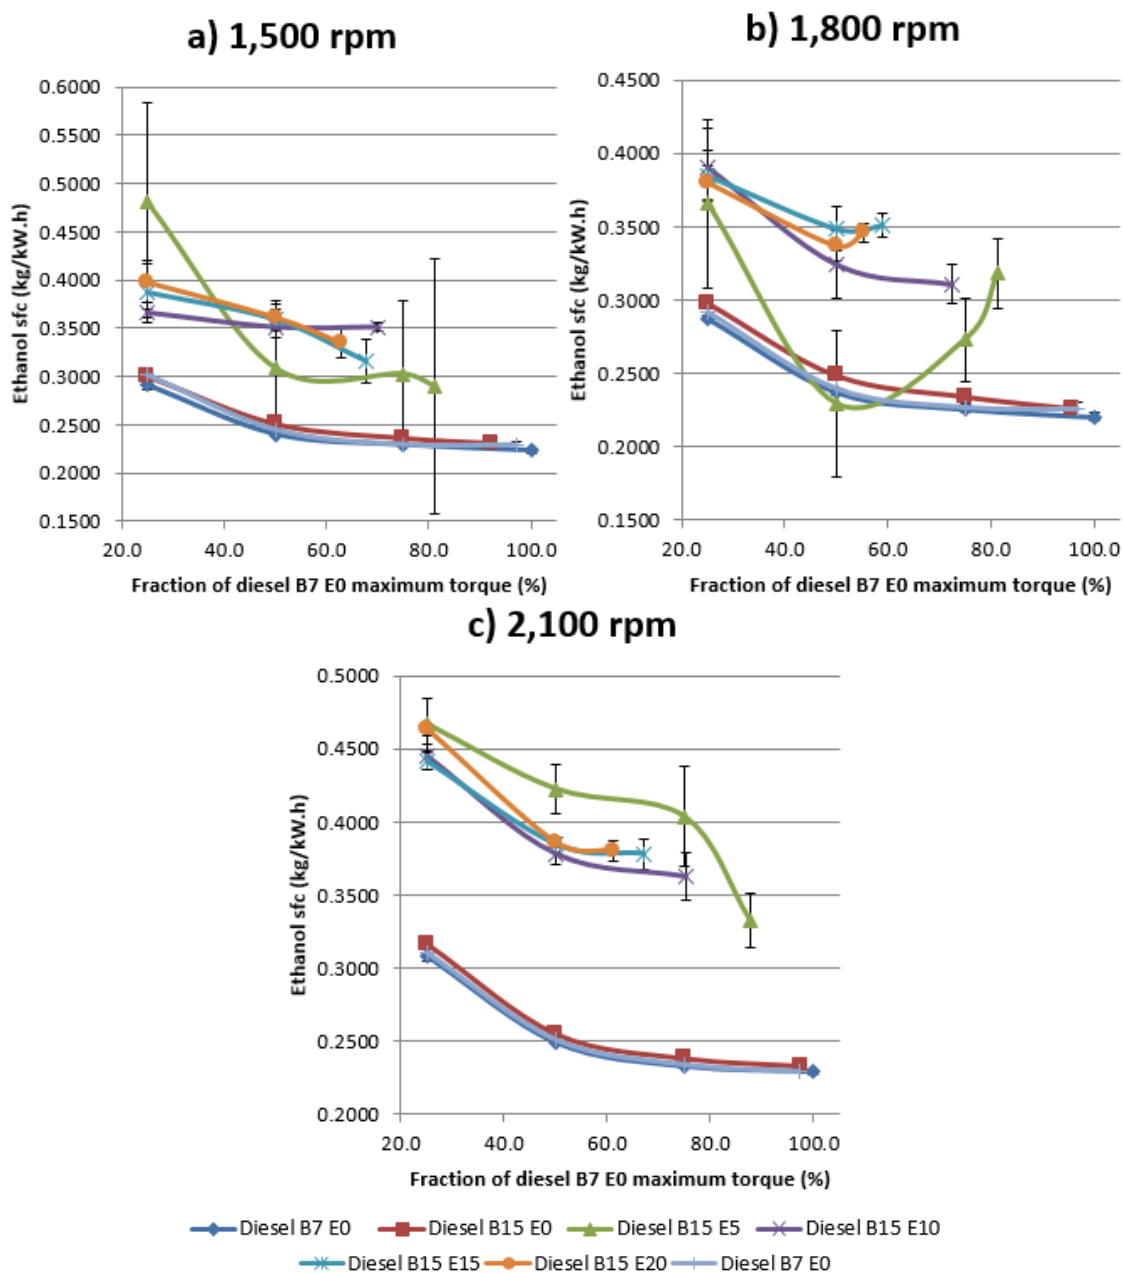 a) 1,500 rpm
0.6000
0.5500
0.5000
0.4500
0.4000
0.3500
0.3000
0.2500
0.2000
0.1500
Ethanol sfc (kg/kW.h)
20.0 40.0 60.0 80.0 100.0
Fraction of diesel B7 E0 maximum torque (%)
b) 1,800 rpm
0.4500
0.4000
0.3500
0.3000
0.2500
0.2000
0.1500
Ethanol sfc (kg/kW.h)
20.0 40.0 60.0 80.0 100.0
Fraction of diesel B7 E0 maximum torque (%)
c) 2,100 rpm
0.5000
0.4500
0.4000
0.3500
0.3000
0.2500
0.2000
Ethanol sfc (kg/kW.h)
20.0 40.0 60.0 80.0 100.0
Fraction of diesel B7 E0 maximum torque (%)
Diesel B7 E0 Diesel B15 E0 Diesel B15 E5 Diesel B15 E10
Diesel B15 E15 Diesel B15 E20 Diesel B7 E0